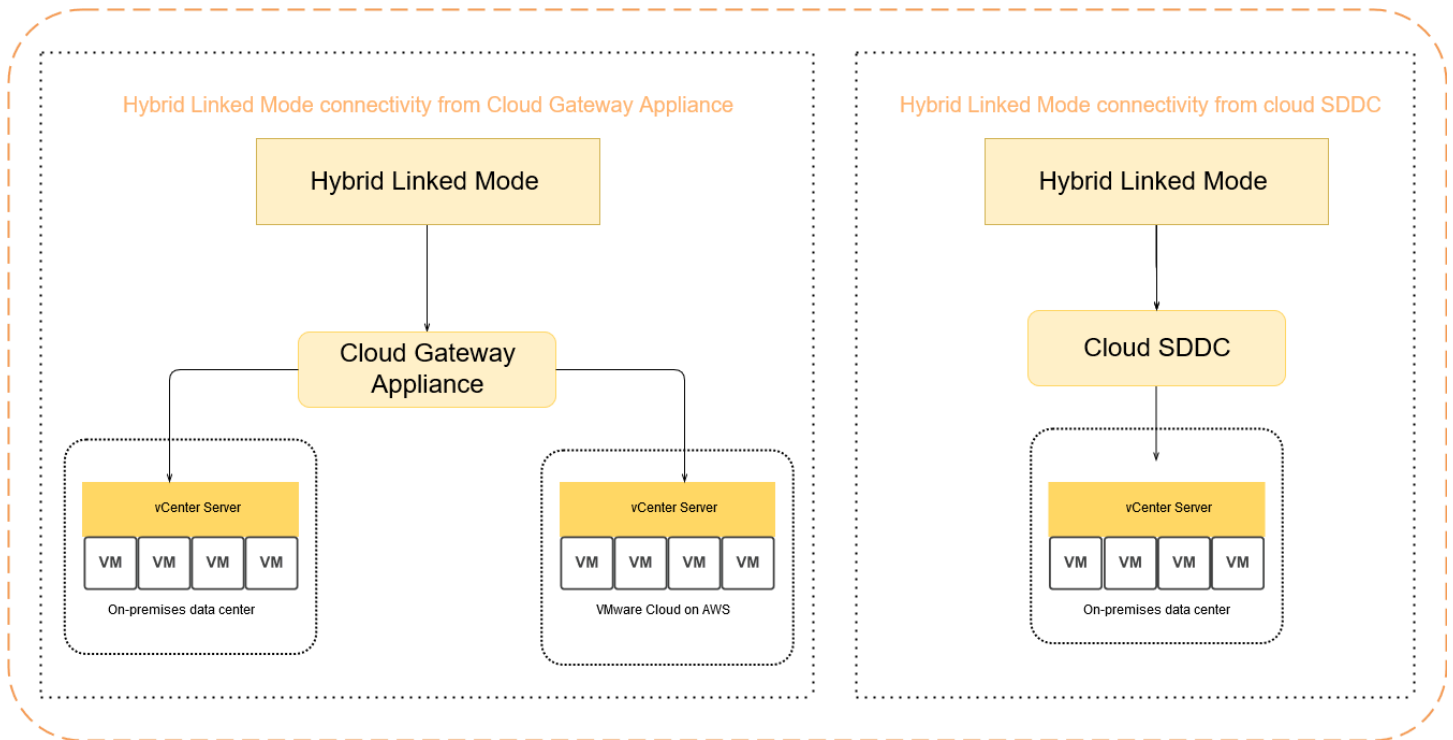 Hybrid Linked Mode connectivity from Cloud Gateway Appliance
Hybrid Linked Mode
Cloud Gateway
Appliance
vCenter Server
VM VM VM VM
On-premises data center
vCenter Server
VM VM VM VM
VMware Cloud on AWS
Hybrid Linked Mode connectivity from cloud SDDC
Hybrid Linked Mode
Cloud SDDC
vCenter Server
VM VM VM VM
On-premises data center